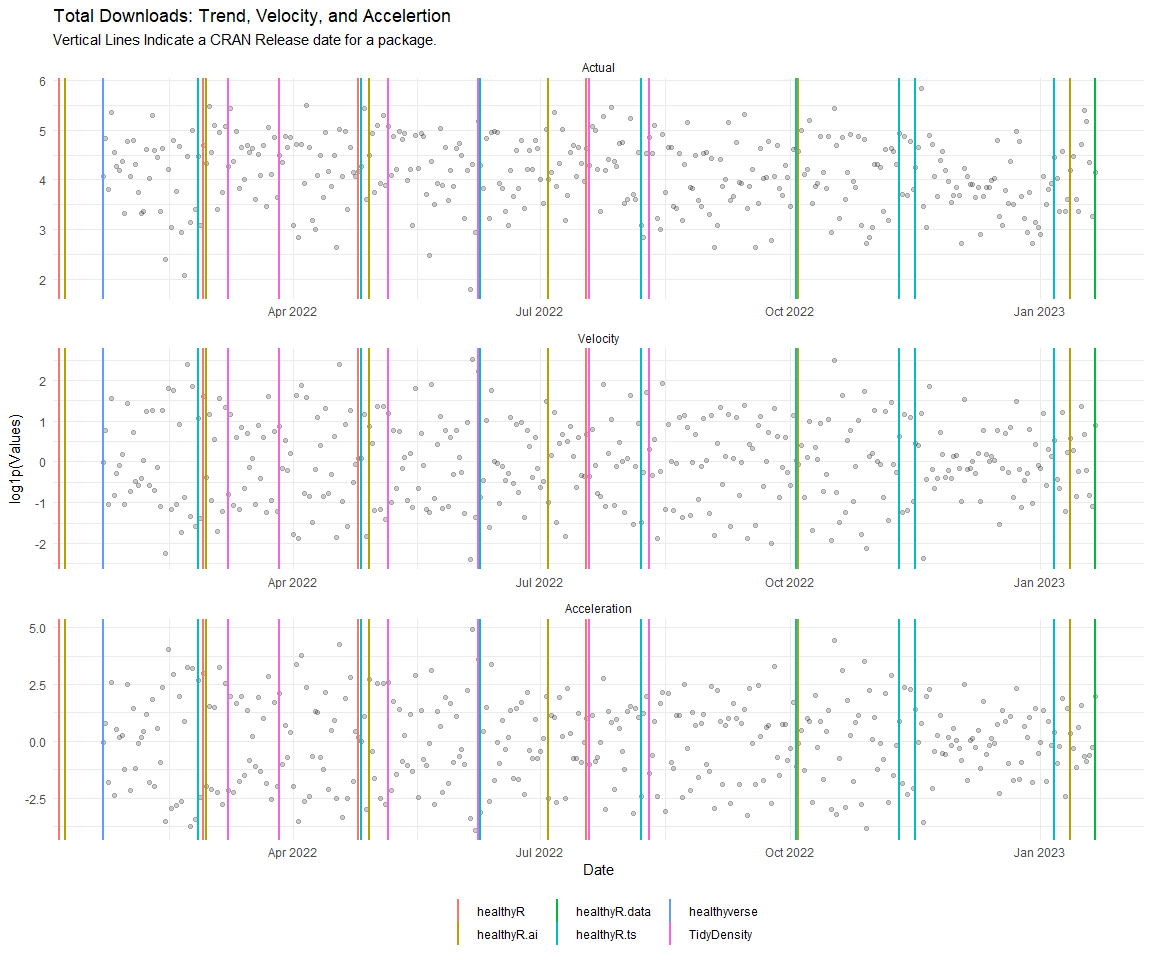 Total Downloads: Trend, Velocity, and Accelertion
Vertical Lines Indicate a CRAN Release date for a package.
Actual
6
5
4
3
2
Apr 2022 Jul 2022 Oct 2022 Jan 2023
Velocity
2
1
0
-1
-2
Apr 2022 Jul 2022 Oct 2022 Jan 2023
Acceleration
5.0
2.5
0.0
-2.5
Apr 2022 Jul 2022 Oct 2022 Jan 2023
log1p(Values)
Date
healthyR healthyR.data healthyverse
healthyR.ai healthyR.ts TidyDensity